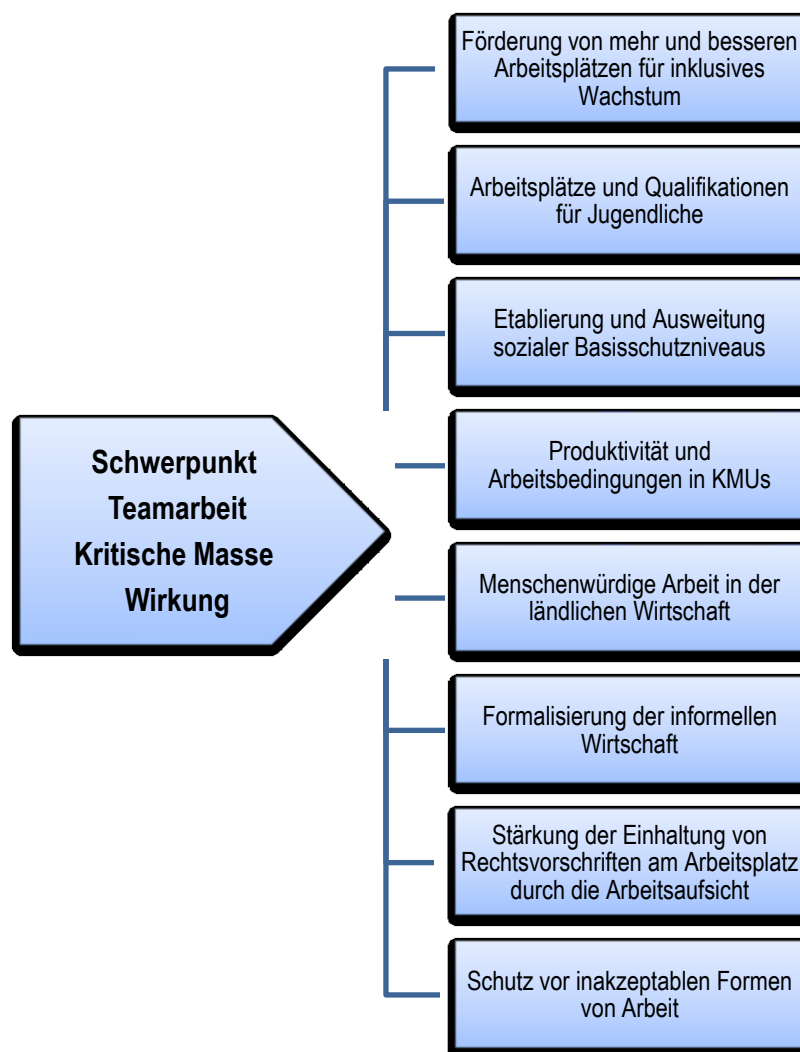 Förderung von mehr und besseren
Arbeitsplätzen für inklusives
Wachstum
Arbeitsplätze und Qualifikationen
für Jugendliche
Etablierung und Ausweitung
sozialer Basisschutzniveaus
Produktivität und
Arbeitsbedingungen in KMUs
Schwerpunkt
Teamarbeit
Kritische Masse
Wirkung
Menschenwürdige Arbeit in der
ländlichen Wirtschaft
Formalisierung der informellen
Wirtschaft
Stärkung der Einhaltung von
Rechtsvorschriften am Arbeitsplatz
durch die Arbeitsaufsicht
Schutz vor inakzeptablen Formen
von Arbeit